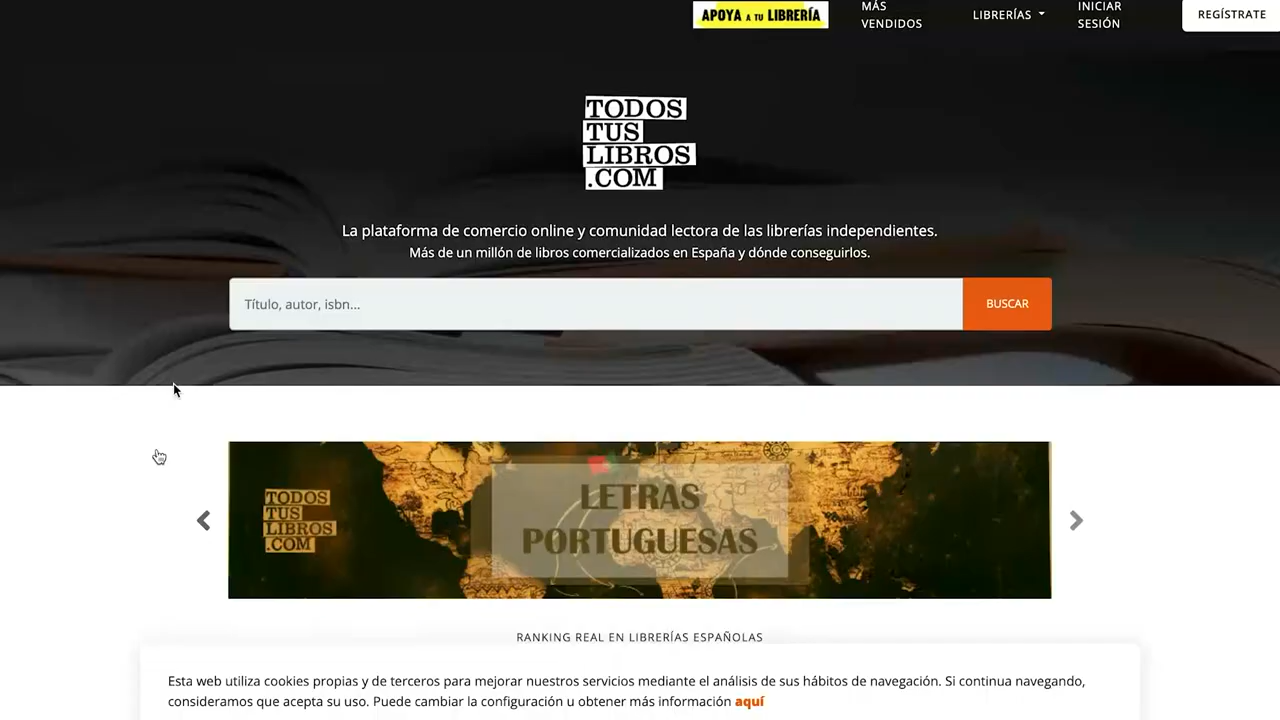 APOYA A TU LIBRERÍA
MÁS
VENDIDOS
LIBRERÍAS
INICIAR
SESIÓN
REGÍSTRATE
TODOS
TUS
LIBROS
.COM
La plataforma de comercio online y comunidad lectora de las librerías independientes.
Más de un millón de libros comercializados en España y dónde conseguirlos.
Título, autor, isbn...
BUSCAR
TODOS
TUS
LIBROS
.COM
LETRAS
PORTUGUESAS
RANKING REAL EN LIBRERÍAS ESPAÑOLAS
Esta web utiliza cookies propias y de terceros para mejorar nuestros servicios mediante el análisis de sus hábitos de navegación. Si continua navegando,
consideramos que acepta su uso. Puede cambiar la configuración u obtener más información aquí